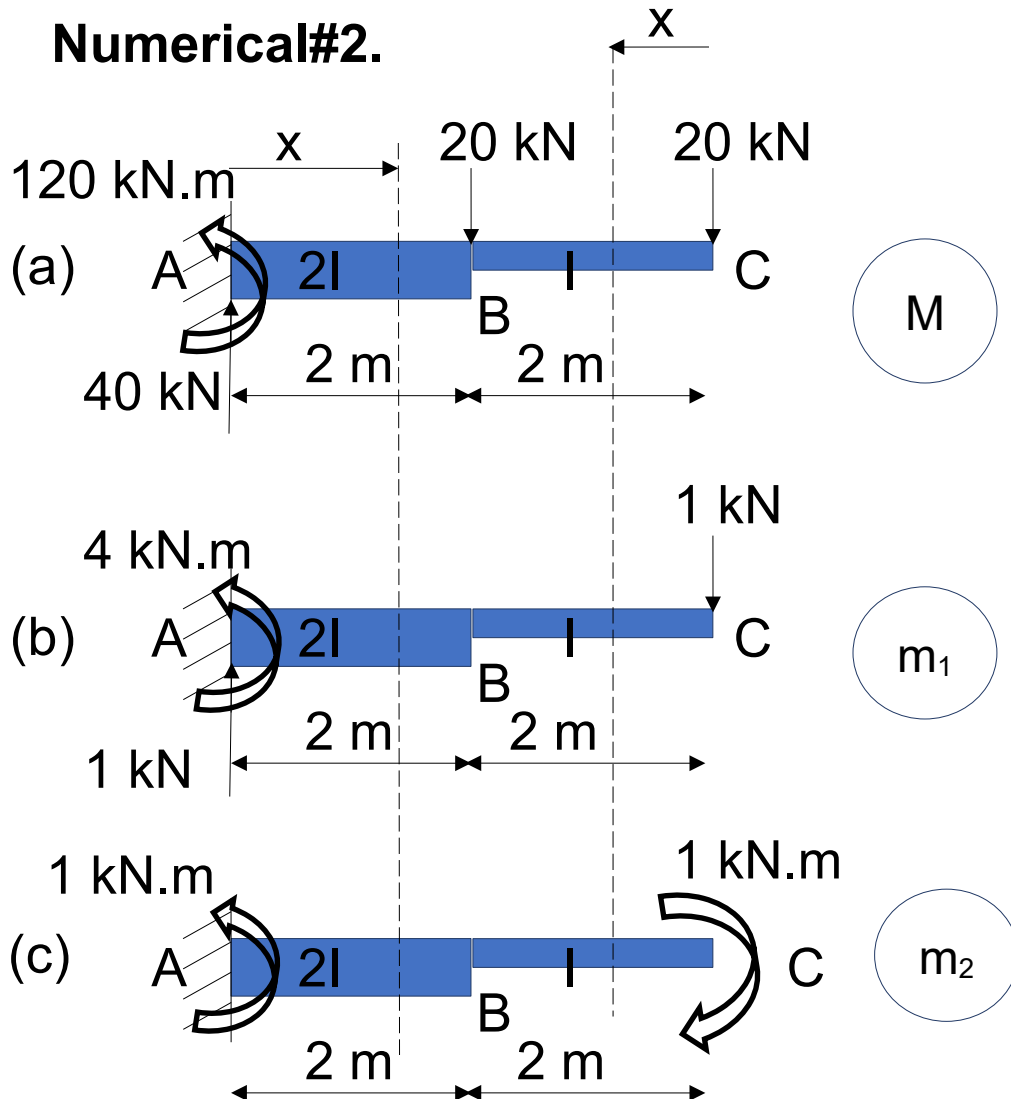 Numerical#2.
x
x
20 kN
20 kN
120 kN.m
(a)
A
2I
I
C
B
M
2 m
2 m
40 kN
1 kN
4 kN.m
(b)
A
2I
I
C
B
m₁
2 m
2 m
1 kN
1 kN.m
1 kN.m
(c)
A
2I
I
C
B
m₂
2 m
2 m